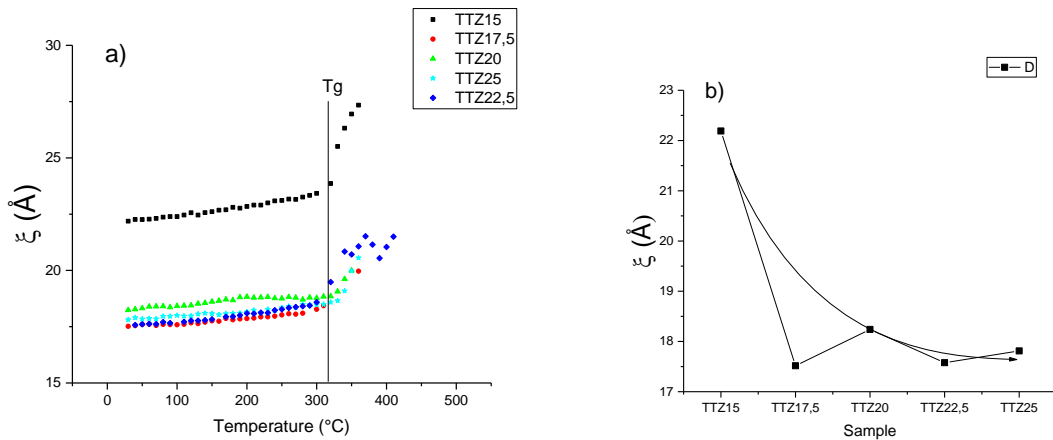 a)
TTZ15
TTZ17,5
TTZ20
TTZ25
TTZ22,5
Tg
30
25
20
15
ξ (Å)
0 100 200 300 400 500
Temperature (°C)
b)
D
23
22
21
20
19
18
17
ξ (Å)
TTZ15 TTZ17,5 TTZ20 TTZ22,5 TTZ25
Sample